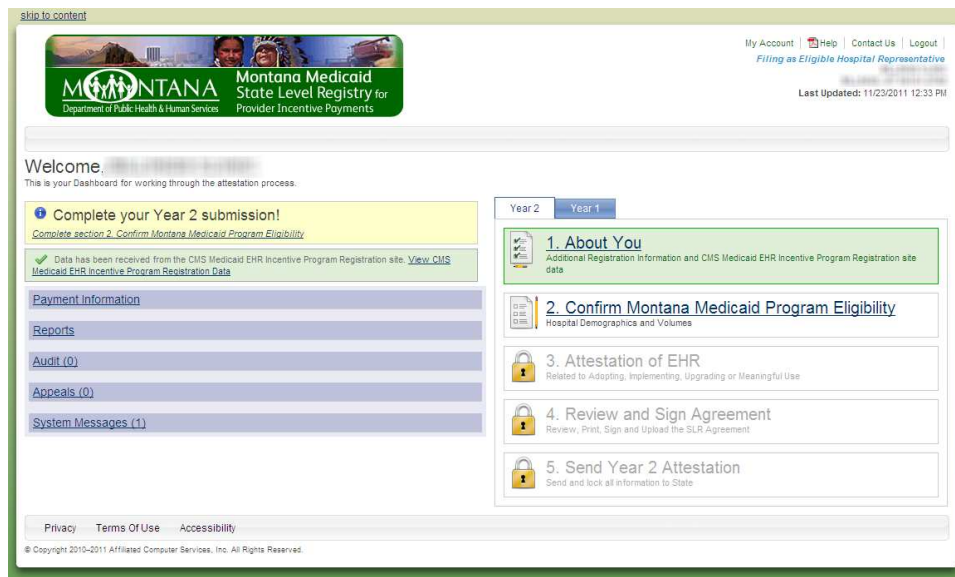 skip to content
My Account | Help | Contact Us | Logout
Filing as Eligible Hospital Representative
Last Updated: 11/23/2011 12:33 PM
MONTANA
Department of Public Health & Human Services
Montana Medicaid
State Level Registry for
Provider Incentive Payments
Welcome,
This is your Dashboard for working through the attestation process.
Complete your Year 2 submission!
Complete section 2. Confirm Montana Medicaid Program Eligibility
Data has been received from the CMS Medicaid EHR Incentive Program Registration site. View CMS
Medicaid EHR Incentive Program Registration Data
Payment Information
Reports
Audit (0)
Appeals (0)
System Messages (1)
Year 2 Year 1
1. About You
Additional Registration Information and CMS Medicaid EHR Incentive Program Registration site
data
2. Confirm Montana Medicaid Program Eligibility
Hospital Demographics and Volumes
3. Attestation of EHR
Related to Adopting, Implementing, Upgrading or Meaningful Use
4. Review and Sign Agreement
Review, Print, Sign and Upload the SLR Agreement
5. Send Year 2 Attestation
Send and lock all information to State
Privacy Terms Of Use Accessibility
© Copyright 2010–2011 Affiliated Computer Services, Inc. All Rights Reserved.